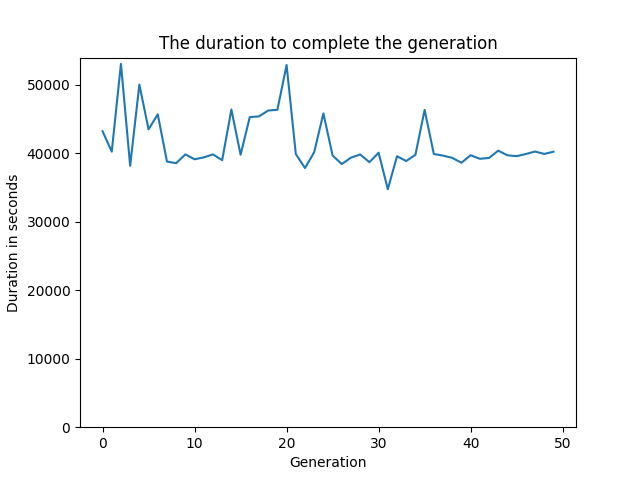 The duration to complete the generation
Duration in seconds
50000
40000
30000
20000
10000
0
0 10 20 30 40 50
Generation